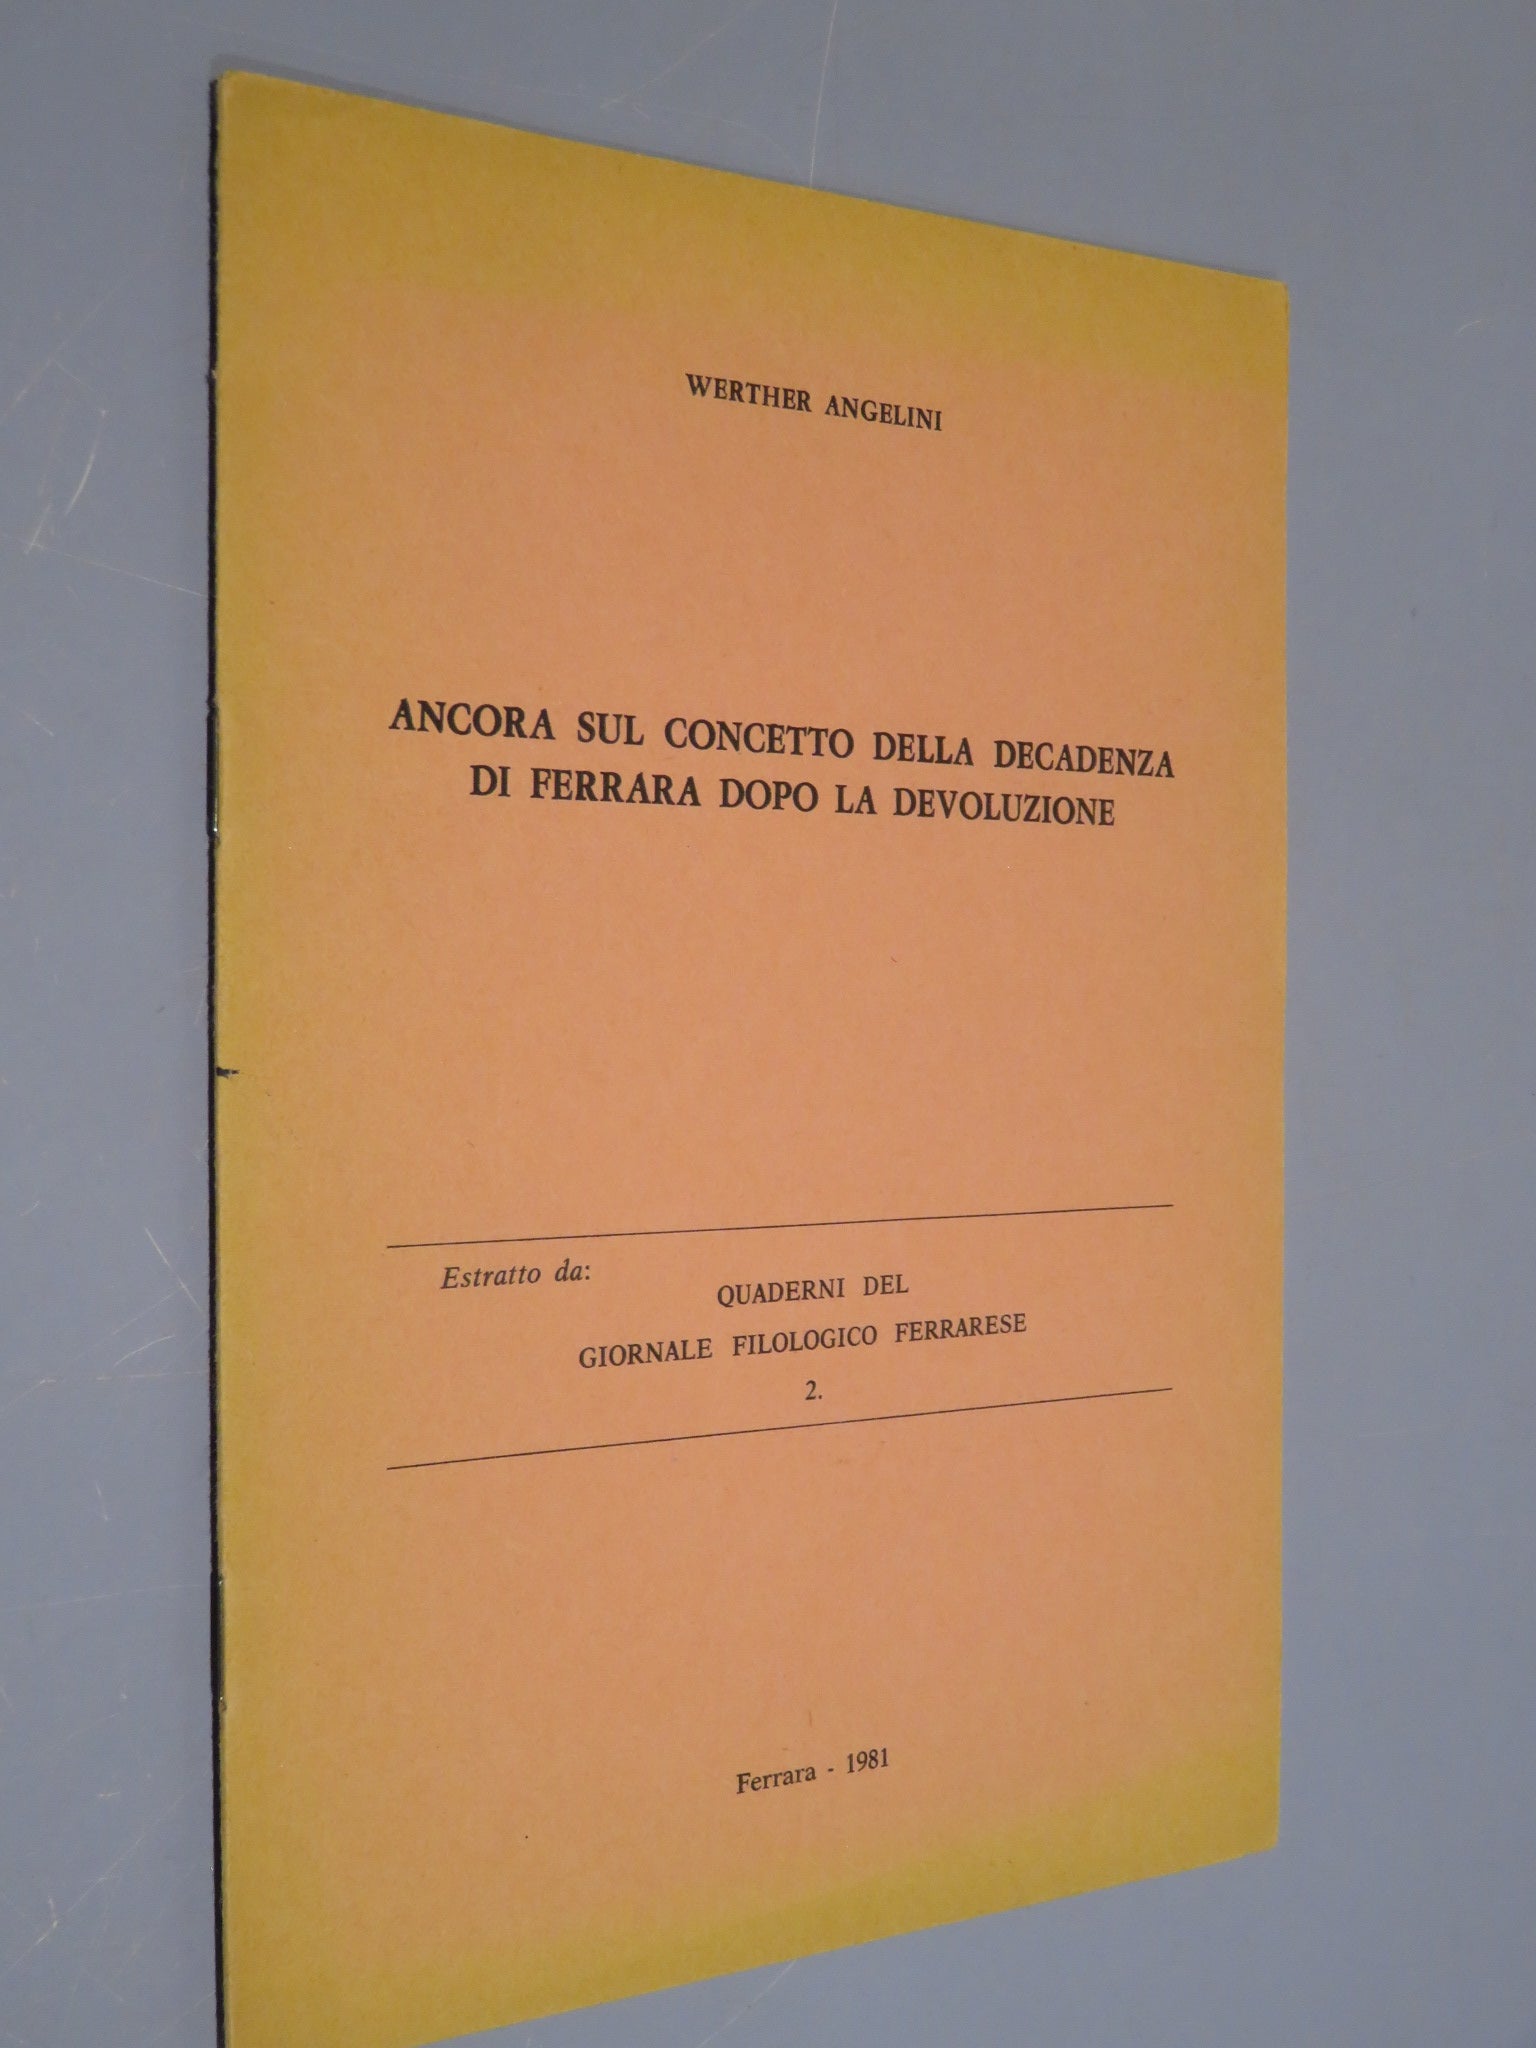 WERTHER ANGELINI
ANCORA SUL CONCETTO DELLA DECADENZA
DI FERRARA DOPO LA DEVOLUZIONE
Estratto da:
QUADERNI DEL
GIORNALE FILOLOGICO FERRARESE
2.
Ferrara - 1981